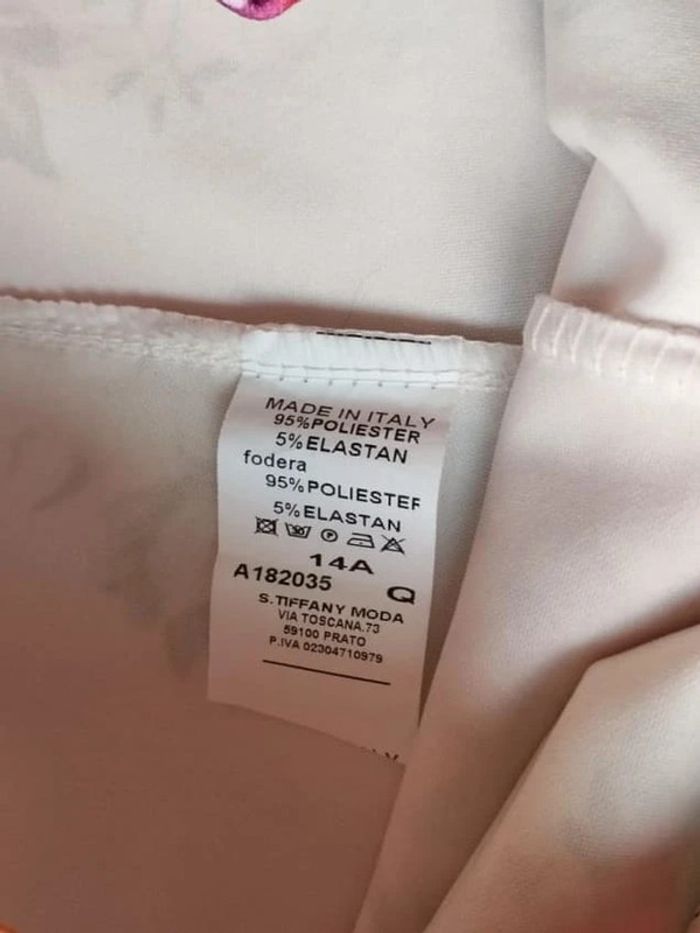 MADE IN ITALY
95%POLIESTER
5%ELASTAN
fodera
95%POLIESTER
5%ELASTAN
14A
A182035 Q
S.TIFFANY MODA
VIA TOSCANA.73
59100 PRATO
P.IVA 02304710979